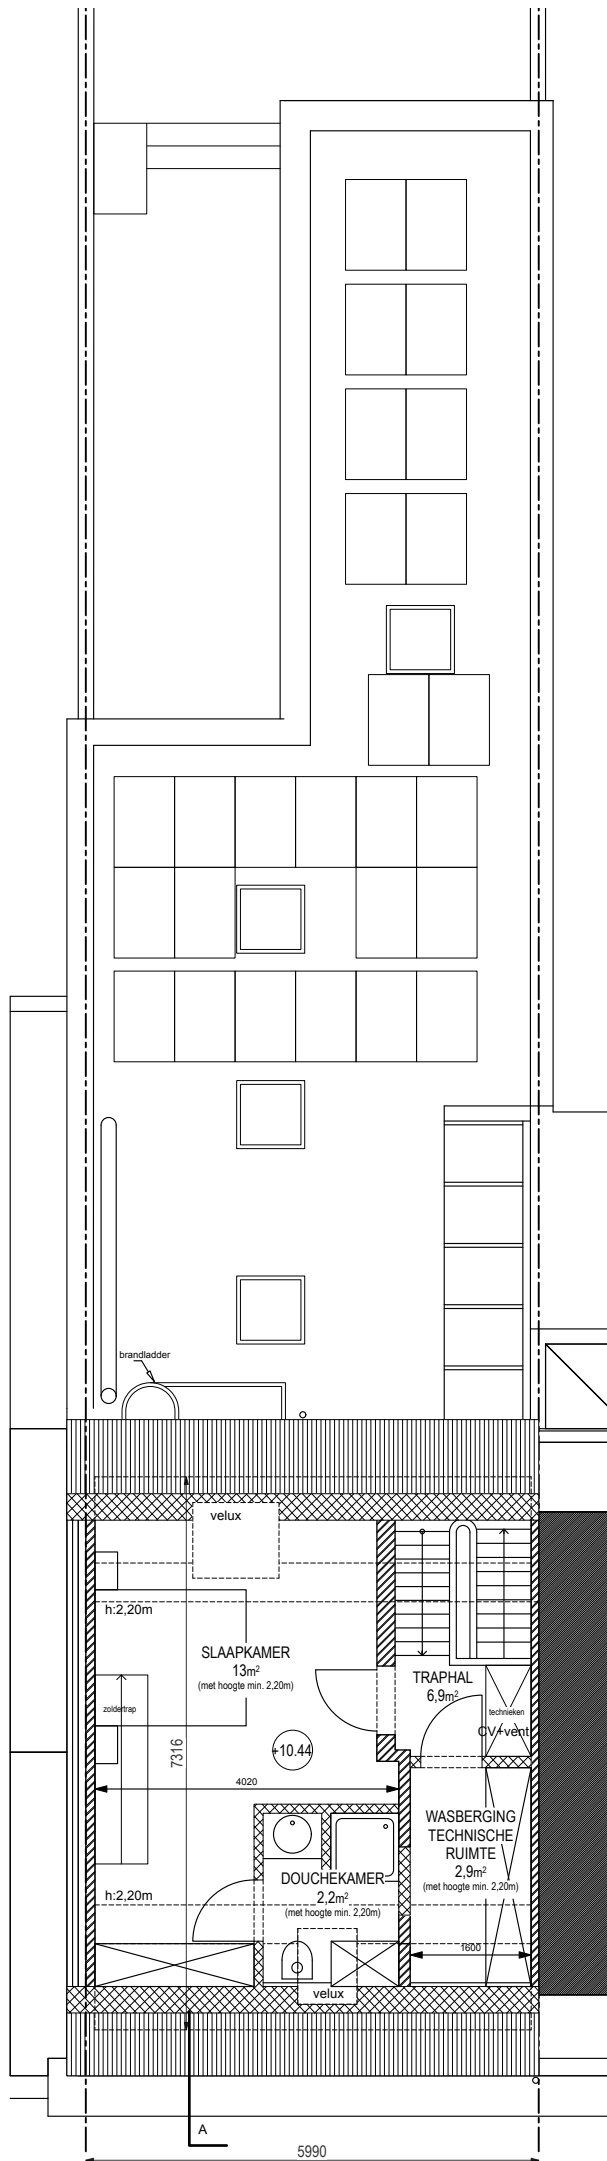 brandladder
velux
h:2,20m
SLAAPKAMER
13m²
(met hoogte min. 2,20m)
TRAPHAL
6,9m²
zoldertrap
technieken
CV+vent
7316
+10.44
4020
WASBERGING
TECHNISCHE
RUIMTE
2,9m²
(met hoogte min. 2,20m)
DOUCHEKAMER
2,2m²
(met hoogte min. 2,20m)
h:2,20m
1600
velux
A
5990